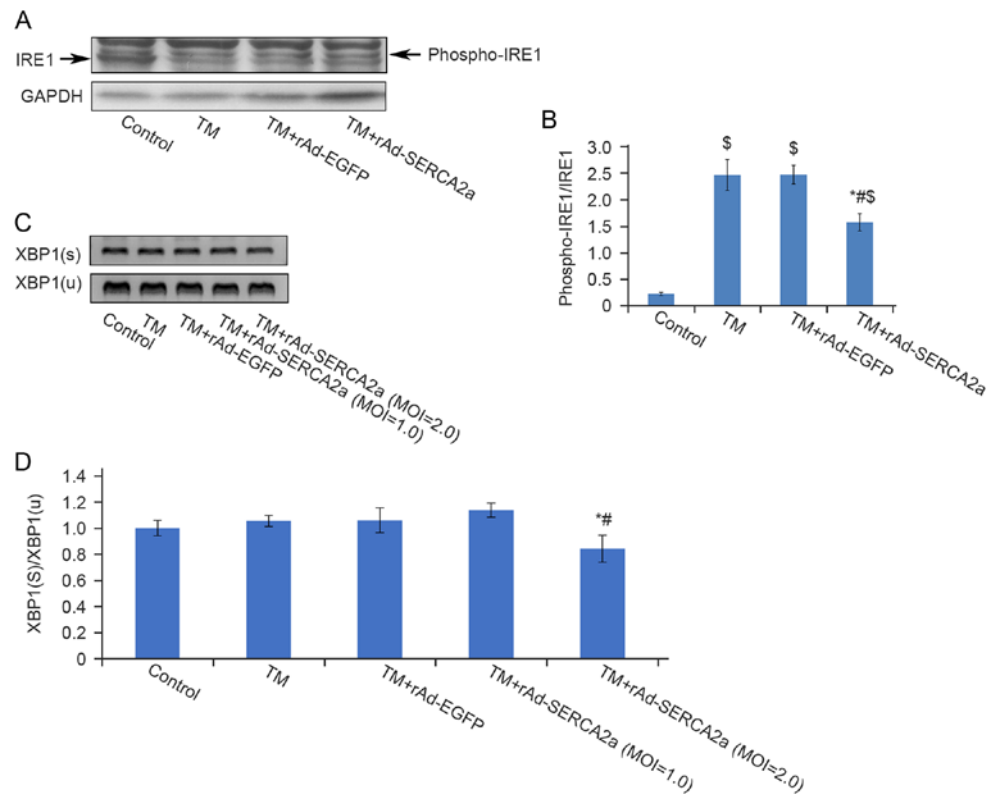 A
IRE1
Phospho-IRE1
GAPDH
Control
TM
TM+rAd-EGFP
TM+rAd-SERCA2a
B
Phospho-IRE1/IRE1
3.0
2.5
2.0
1.5
1.0
0.5
0
$
$
*#$
Control
TM
TM+rAd-EGFP
TM+rAd-SERCA2a
C
XBP1(s)
XBP1(u)
Control
TM
TM+rAd-EGFP
TM+rAd-SERCA2a (MOI=1.0)
TM+rAd-SERCA2a (MOI=2.0)
D
XBP1(S)/XBP1(u)
1.4
1.2
1.0
0.8
0.6
0.4
0.2
0
*#
Control
TM
TM+rAd-EGFP
TM+rAd-SERCA2a (MOI=1.0)
TM+rAd-SERCA2a (MOI=2.0)